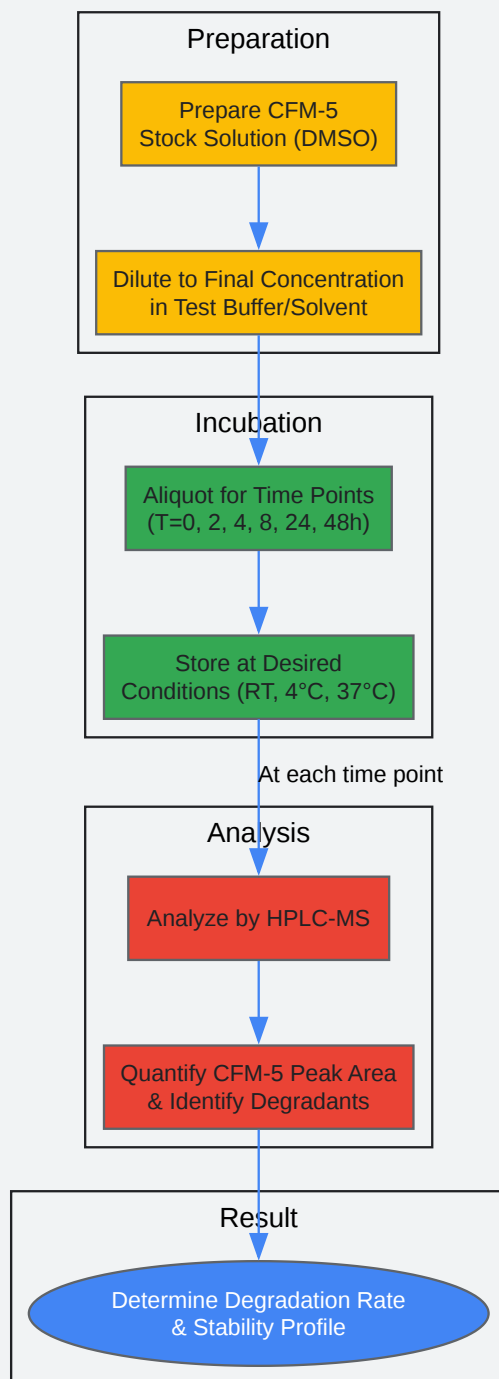 Preparation
Prepare CFM-5
Stock Solution (DMSO)
Dilute to Final Concentration
in Test Buffer/Solvent
Incubation
Aliquot for Time Points
(T=0, 2, 4, 8, 24, 48h)
Store at Desired
Conditions (RT, 4°C, 37°C)
At each time point
Analysis
Analyze by HPLC-MS
Quantify CFM-5 Peak Area
& Identify Degradants
Result
Determine Degradation Rate
& Stability Profile